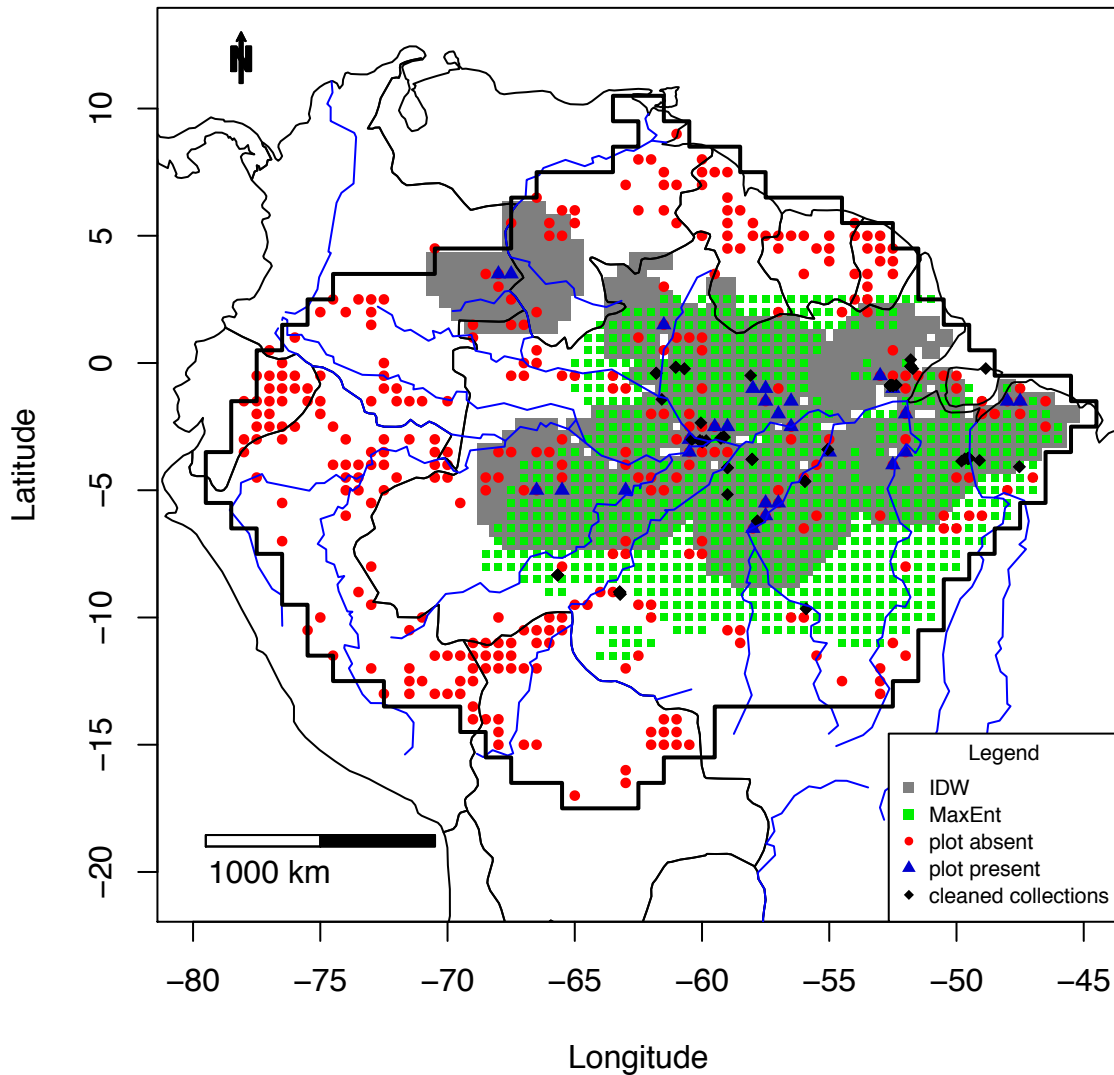 N
Latitude
10
5
0
−5
−10
−15
−20
1000 km
Legend
IDW
MaxEnt
plot absent
plot present
cleaned collections
−80 −75 −70 −65 −60 −55 −50 −45
Longitude